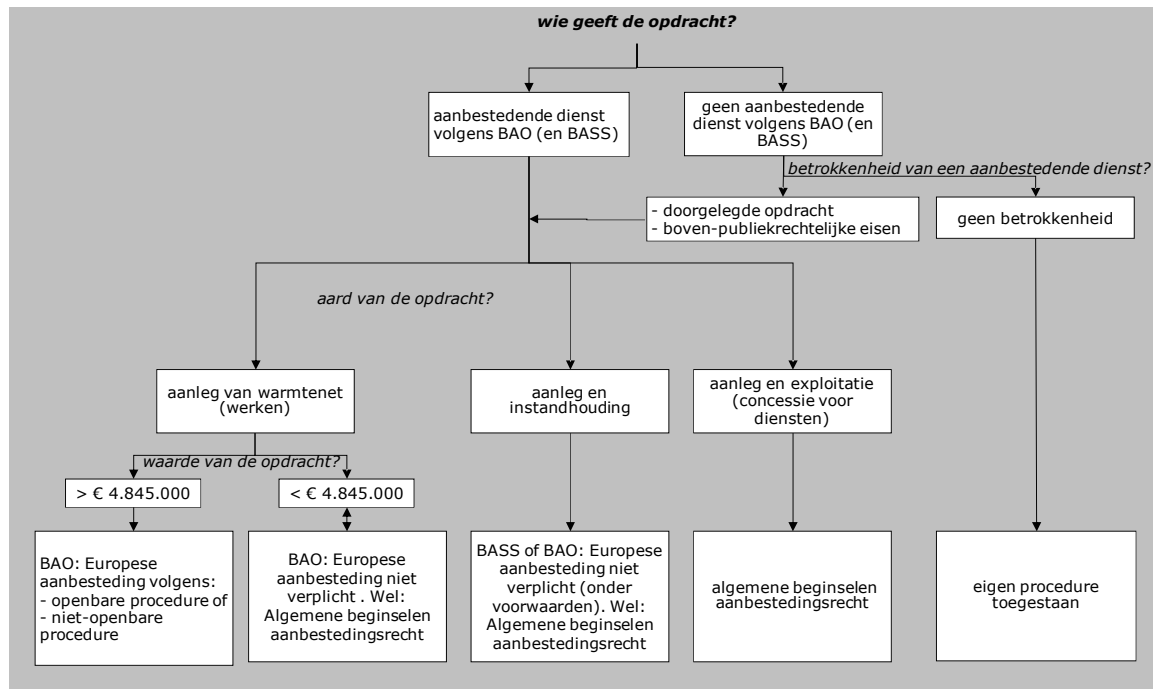 wie geeft de opdracht?
aanbestedende dienst
volgens BAO (en BASS)
geen aanbestedende
dienst volgens BAO (en
BASS)
betrokkenheid van een aanbestedende dienst?
- doorgelegde opdracht
- boven-publiekrechtelijke eisen
geen betrokkenheid
aard van de opdracht?
aanleg van warmtenet
(werken)
aanleg en
instandhouding
aanleg en exploitatie
(concessie voor
diensten)
waarde van de opdracht?
> € 4.845.000
< € 4.845.000
BAO: Europese
aanbesteding volgens:
- openbare procedure of
- niet-openbare
procedure
BAO: Europese
aanbesteding niet
verplicht . Wel:
Algemene beginselen
aanbestedingsrecht
BASS of BAO: Europese
aanbesteding niet
verplicht (onder
voorwaarden). Wel:
Algemene beginselen
aanbestedingsrecht
algemene beginselen
aanbestedingsrecht
eigen procedure
toegestaan